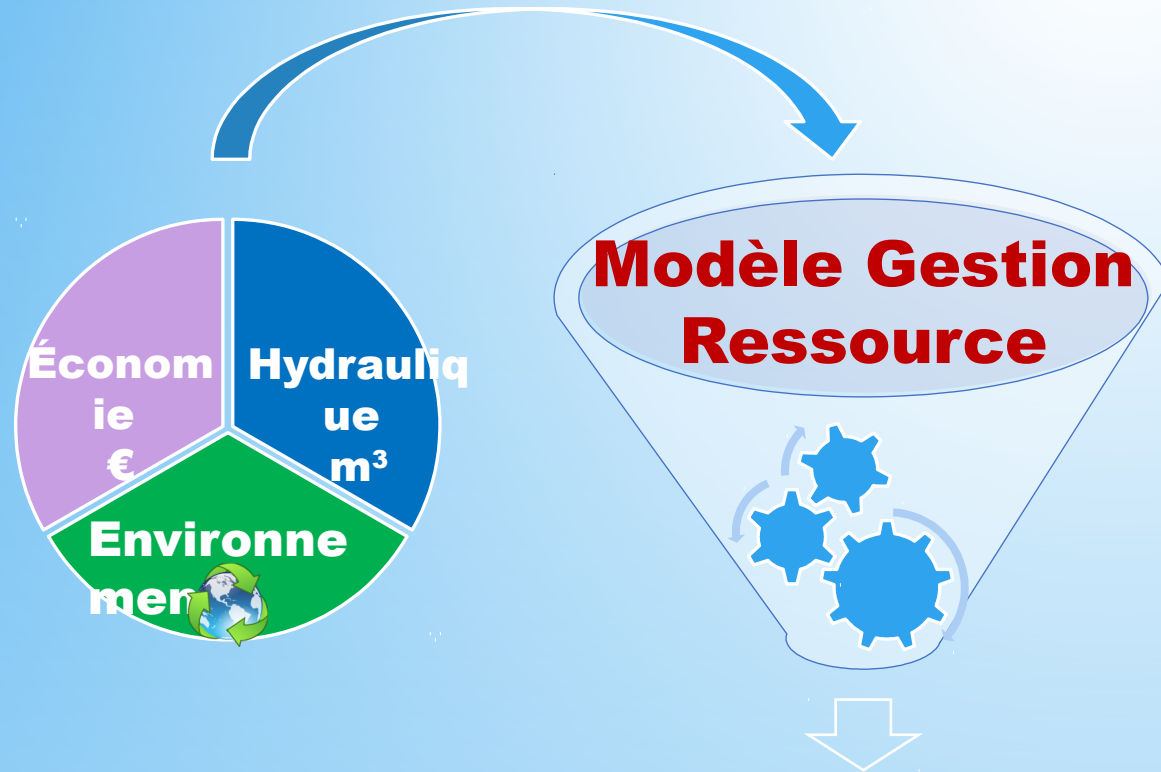 Modèle Gestion
Ressource
Économ
ie
€
Hydrauliq
ue
m³
Environne
men